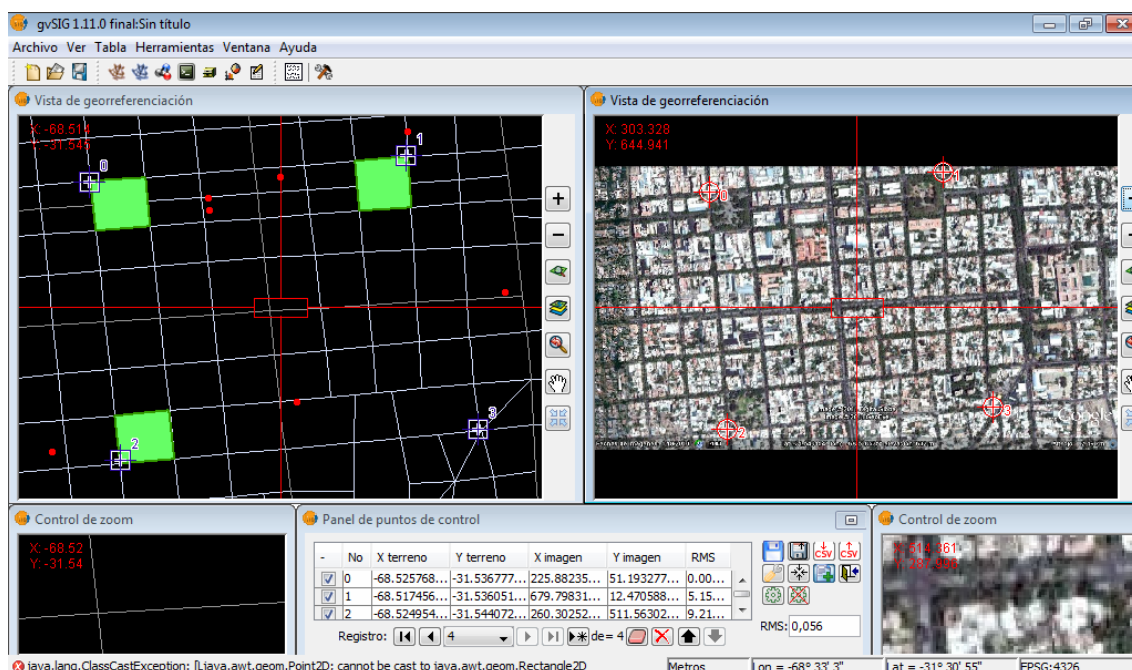 gvSIG 1.11.0 final:Sin título
Archivo Ver Tabla Herramientas Ventana Ayuda
Vista de georreferenciación
X: -68.514
Y: -31.545
0
1
2
3
Vista de georreferenciación
X: 303.328
Y: 644.941
0
1
2
3
Google
Control de zoom
X: -68.52
Y: -31.54
Panel de puntos de control
- No X terreno Y terreno X imagen Y imagen RMS
0 -68.525768... -31.536777... 225.88235... 51.193277... 0.00...
1 -68.517456... -31.536051... 679.79831... 12.470588... 5.15...
2 -68.524954... -31.544072... 260.30252... 511.56302... 9.21...
Registro: 4 de= 4
CSV CSV
RMS: 0,056
Control de zoom
java.lang.ClassCastException: [Ljava.awt.geom.Point2D; cannot be cast to java.awt.geom.Rectangle2D
Metros
Lon = -68° 33' 3"
Lat = -31° 30' 55"
EPSG:4326